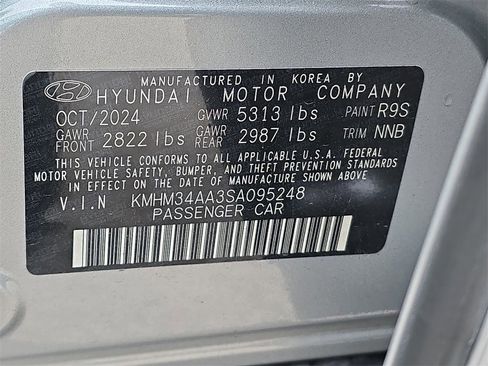 MANUFACTURED IN KOREA BY
HYUNDAI MOTOR COMPANY
OCT/2024 GVWR 5313 lbs PAINT R9S
GAWR FRONT 2822 lbs GAWR REAR 2987 lbs TRIM NNB
THIS VEHICLE CONFORMS TO ALL APPLICABLE U.S.A. FEDERAL
MOTOR VEHICLE SAFETY, BUMPER, AND THEFT PREVENTION STANDARDS
IN EFFECT ON THE DATE OF MANUFACTURE SHOWN ABOVE.
V.I.N KMHM34AA3SA095248
PASSENGER CAR